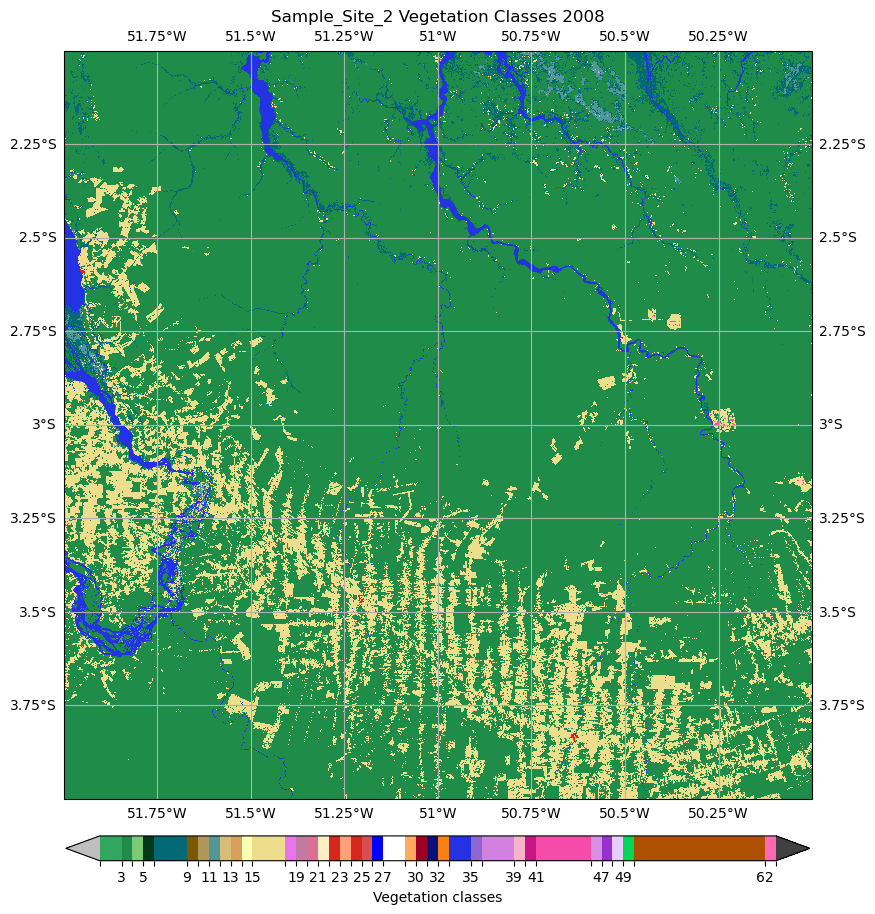 Sample_Site_2 Vegetation Classes 2008
51.75°W 51.5°W 51.25°W 51°W 50.75°W 50.5°W 50.25°W
2.25°S 2.25°S
2.5°S 2.5°S
2.75°S 2.75°S
3°S 3°S
3.25°S 3.25°S
3.5°S 3.5°S
3.75°S 3.75°S
51.75°W 51.5°W 51.25°W 51°W 50.75°W 50.5°W 50.25°W
3 5 9 11 13 15 19 21 23 25 27 30 32 35 39 41 47 49 62
Vegetation classes